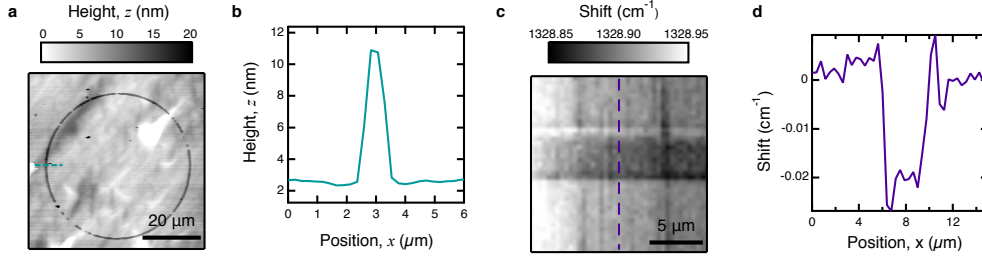 a
Height, z (nm)
0 5 10 15 20
20 µm
b
12
10
8
6
4
2
Height, z (nm)
0 1 2 3 4 5 6
Position, x (µm)
c
Shift (cm⁻¹)
1328.85 1328.90 1328.95
5 µm
d
0
-0.01
-0.02
Shift (cm⁻¹)
0 4 8 12
Position, x (µm)